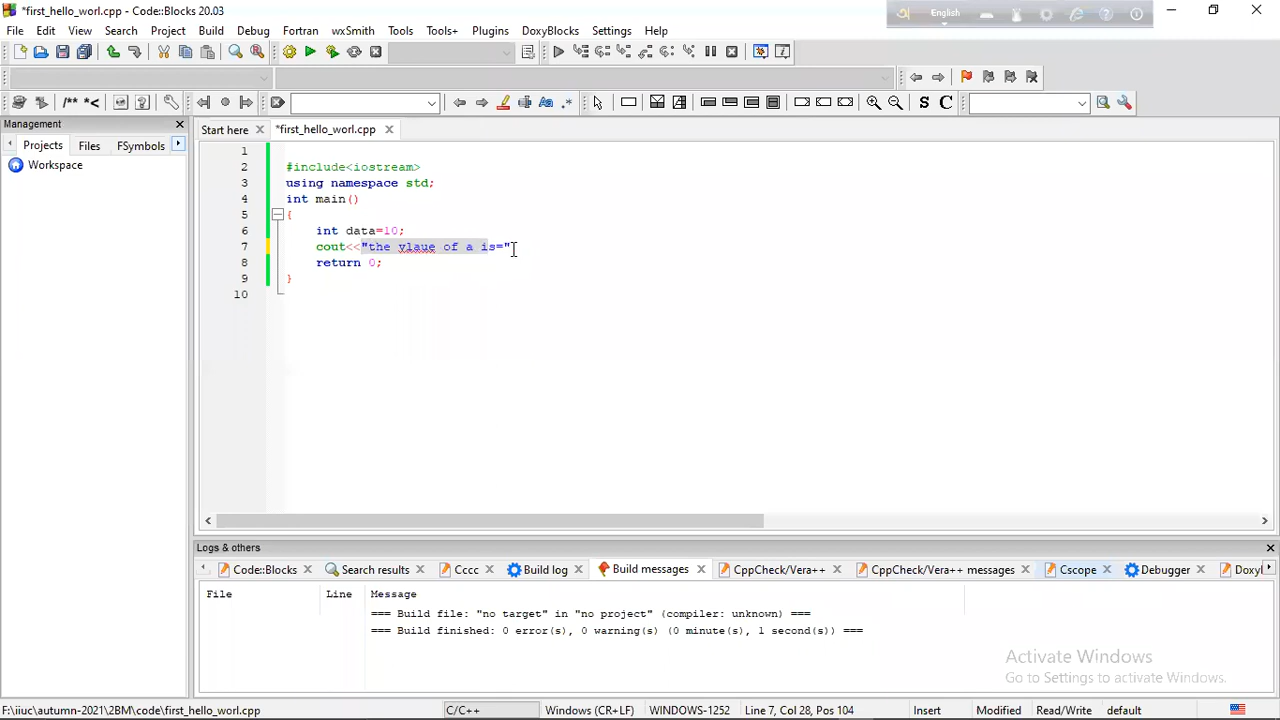 *first_hello_worl.cpp - Code::Blocks 20.03
English
File Edit View Search Project Build Debug Fortran wxSmith Tools Tools+ Plugins DoxyBlocks Settings Help
/** *<
S C
Management
Start here *first_hello_worl.cpp
Projects Files FSymbols
Workspace
1
2 #include<iostream>
3 using namespace std;
4 int main()
5 {
6 int data=10;
7 cout<<"the vlaue of a is="
8 return 0;
9 }
10
Logs & others
Code::Blocks Search results Cccc Build log Build messages CppCheck/Vera++ CppCheck/Vera++ messages Cscope Debugger Doxyl
File Line Message
=== Build file: "no target" in "no project" (compiler: unknown) ===
=== Build finished: 0 error(s), 0 warning(s) (0 minute(s), 1 second(s)) ===
Activate Windows
Go to Settings to activate Windows.
F:\iiuc\autumn-2021\2BM\code\first_hello_worl.cpp C/C++ Windows (CR+LF) WINDOWS-1252 Line 7, Col 28, Pos 104 Insert Modified Read/Write default